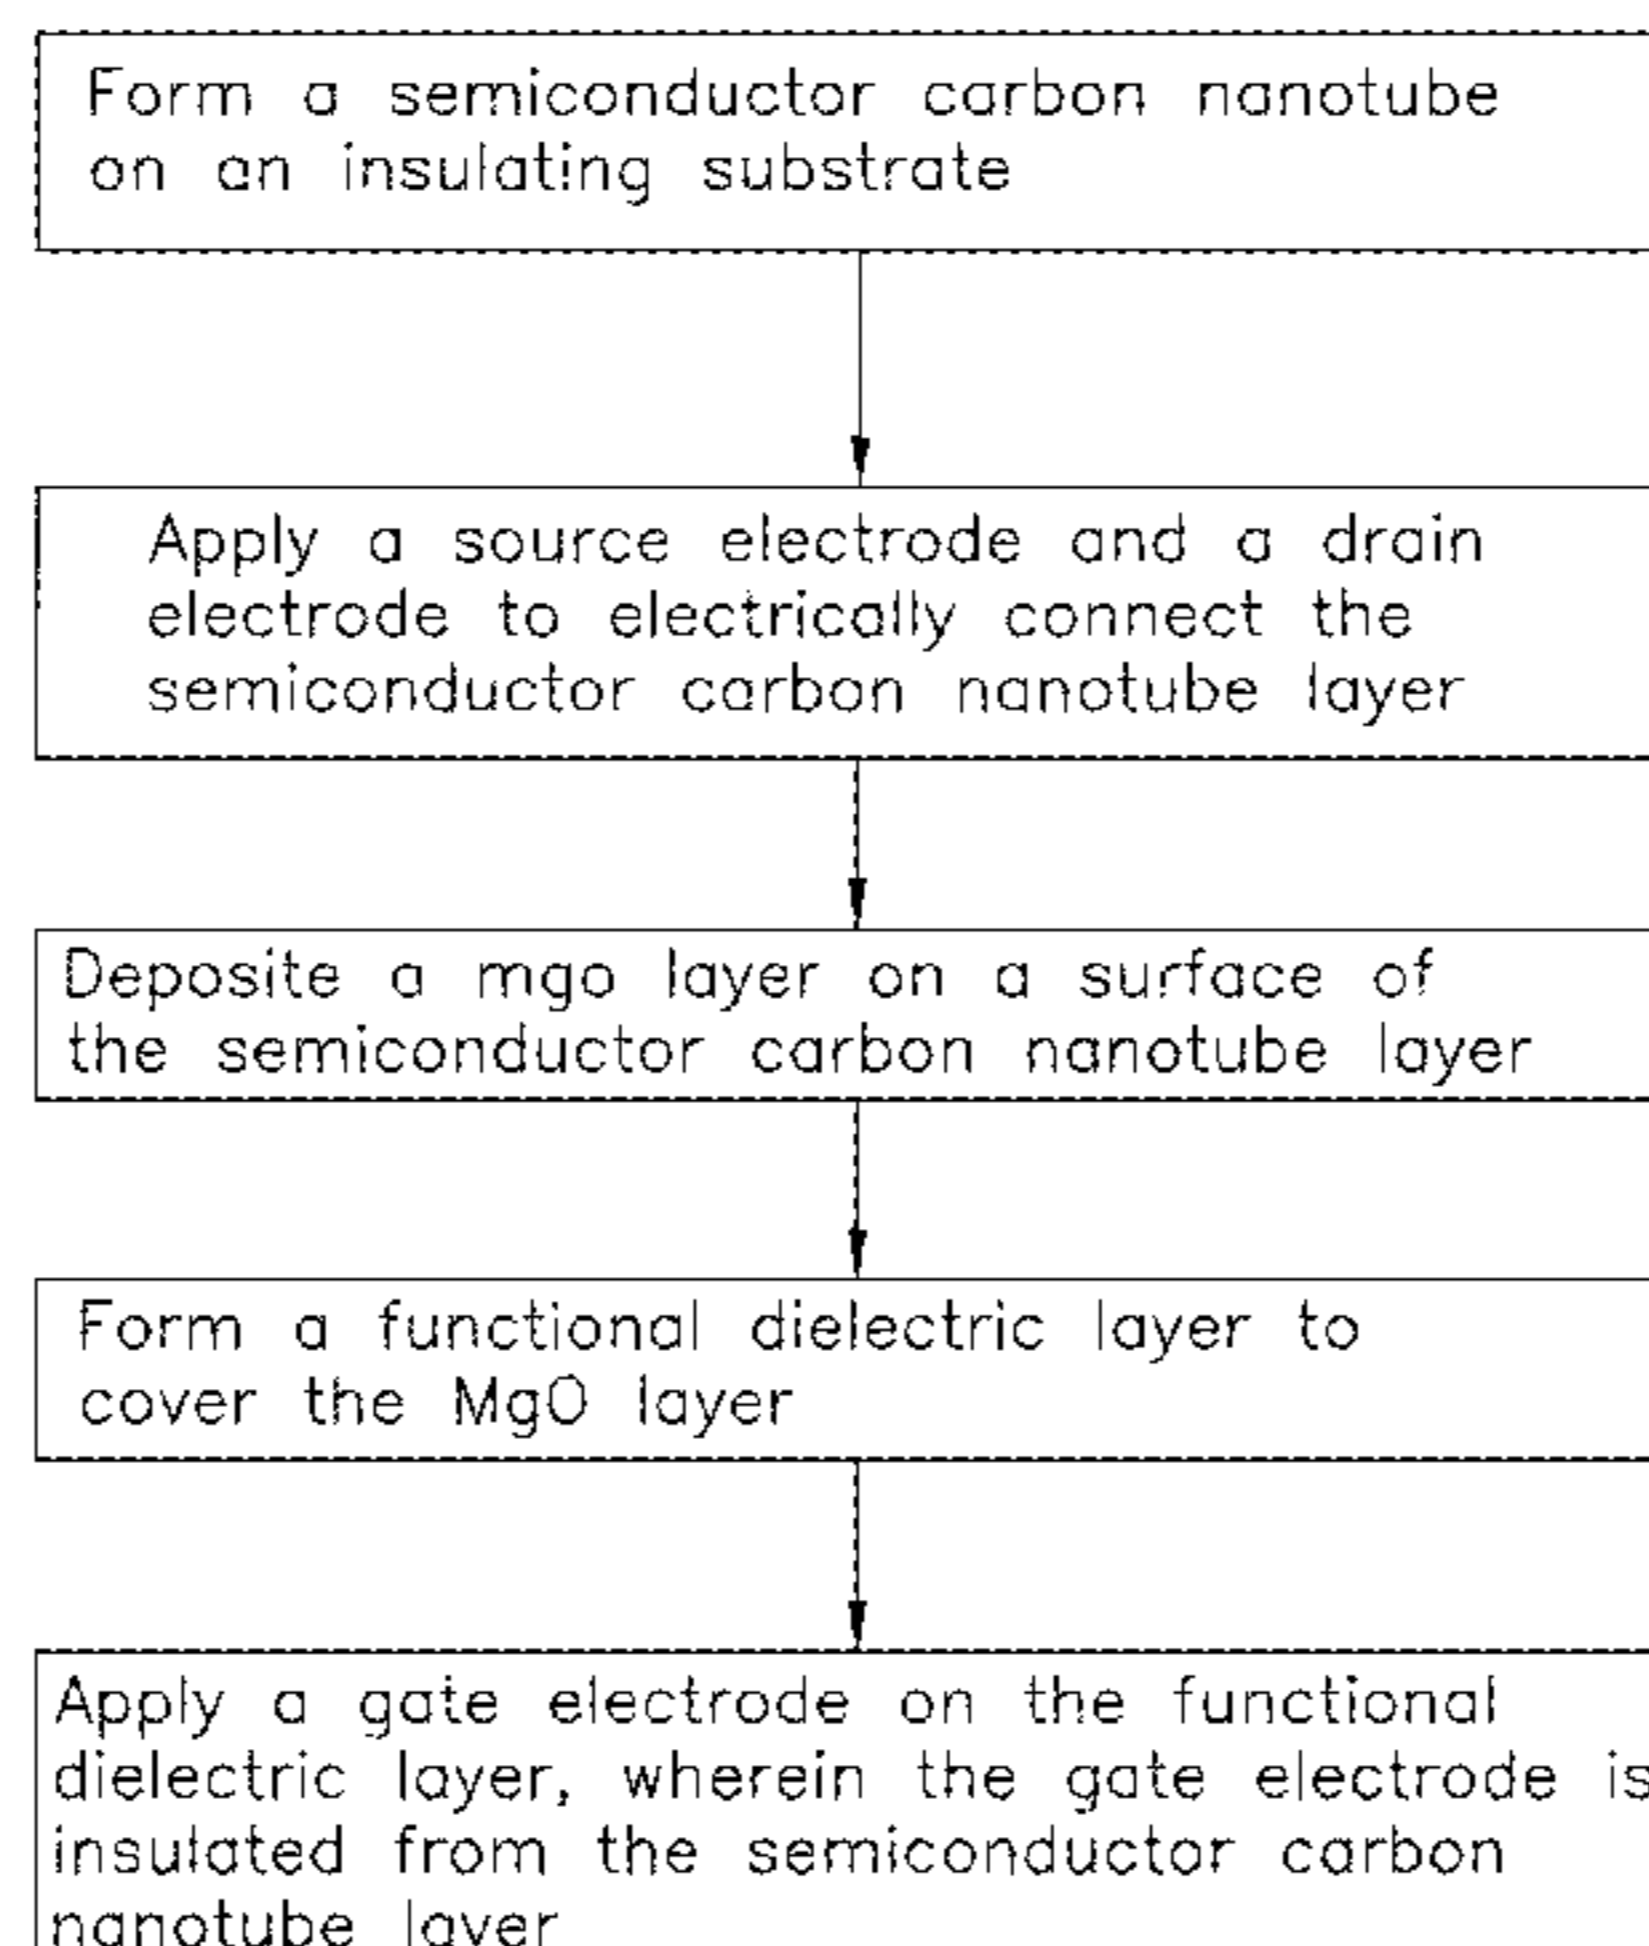 Form a semiconductor carbon nanotube
on an insulating substrate
Apply a source electrode and a drain
electrode to electrically connect the
semiconductor carbon nanotube layer
Deposite a mgo layer on a surface of
the semiconductor carbon nanotube layer
Form a functional dielectric layer to
cover the MgO layer
Apply a gate electrode on the functional
dielectric layer, wherein the gate electrode is
insulated from the semiconductor carbon
nanotube layer